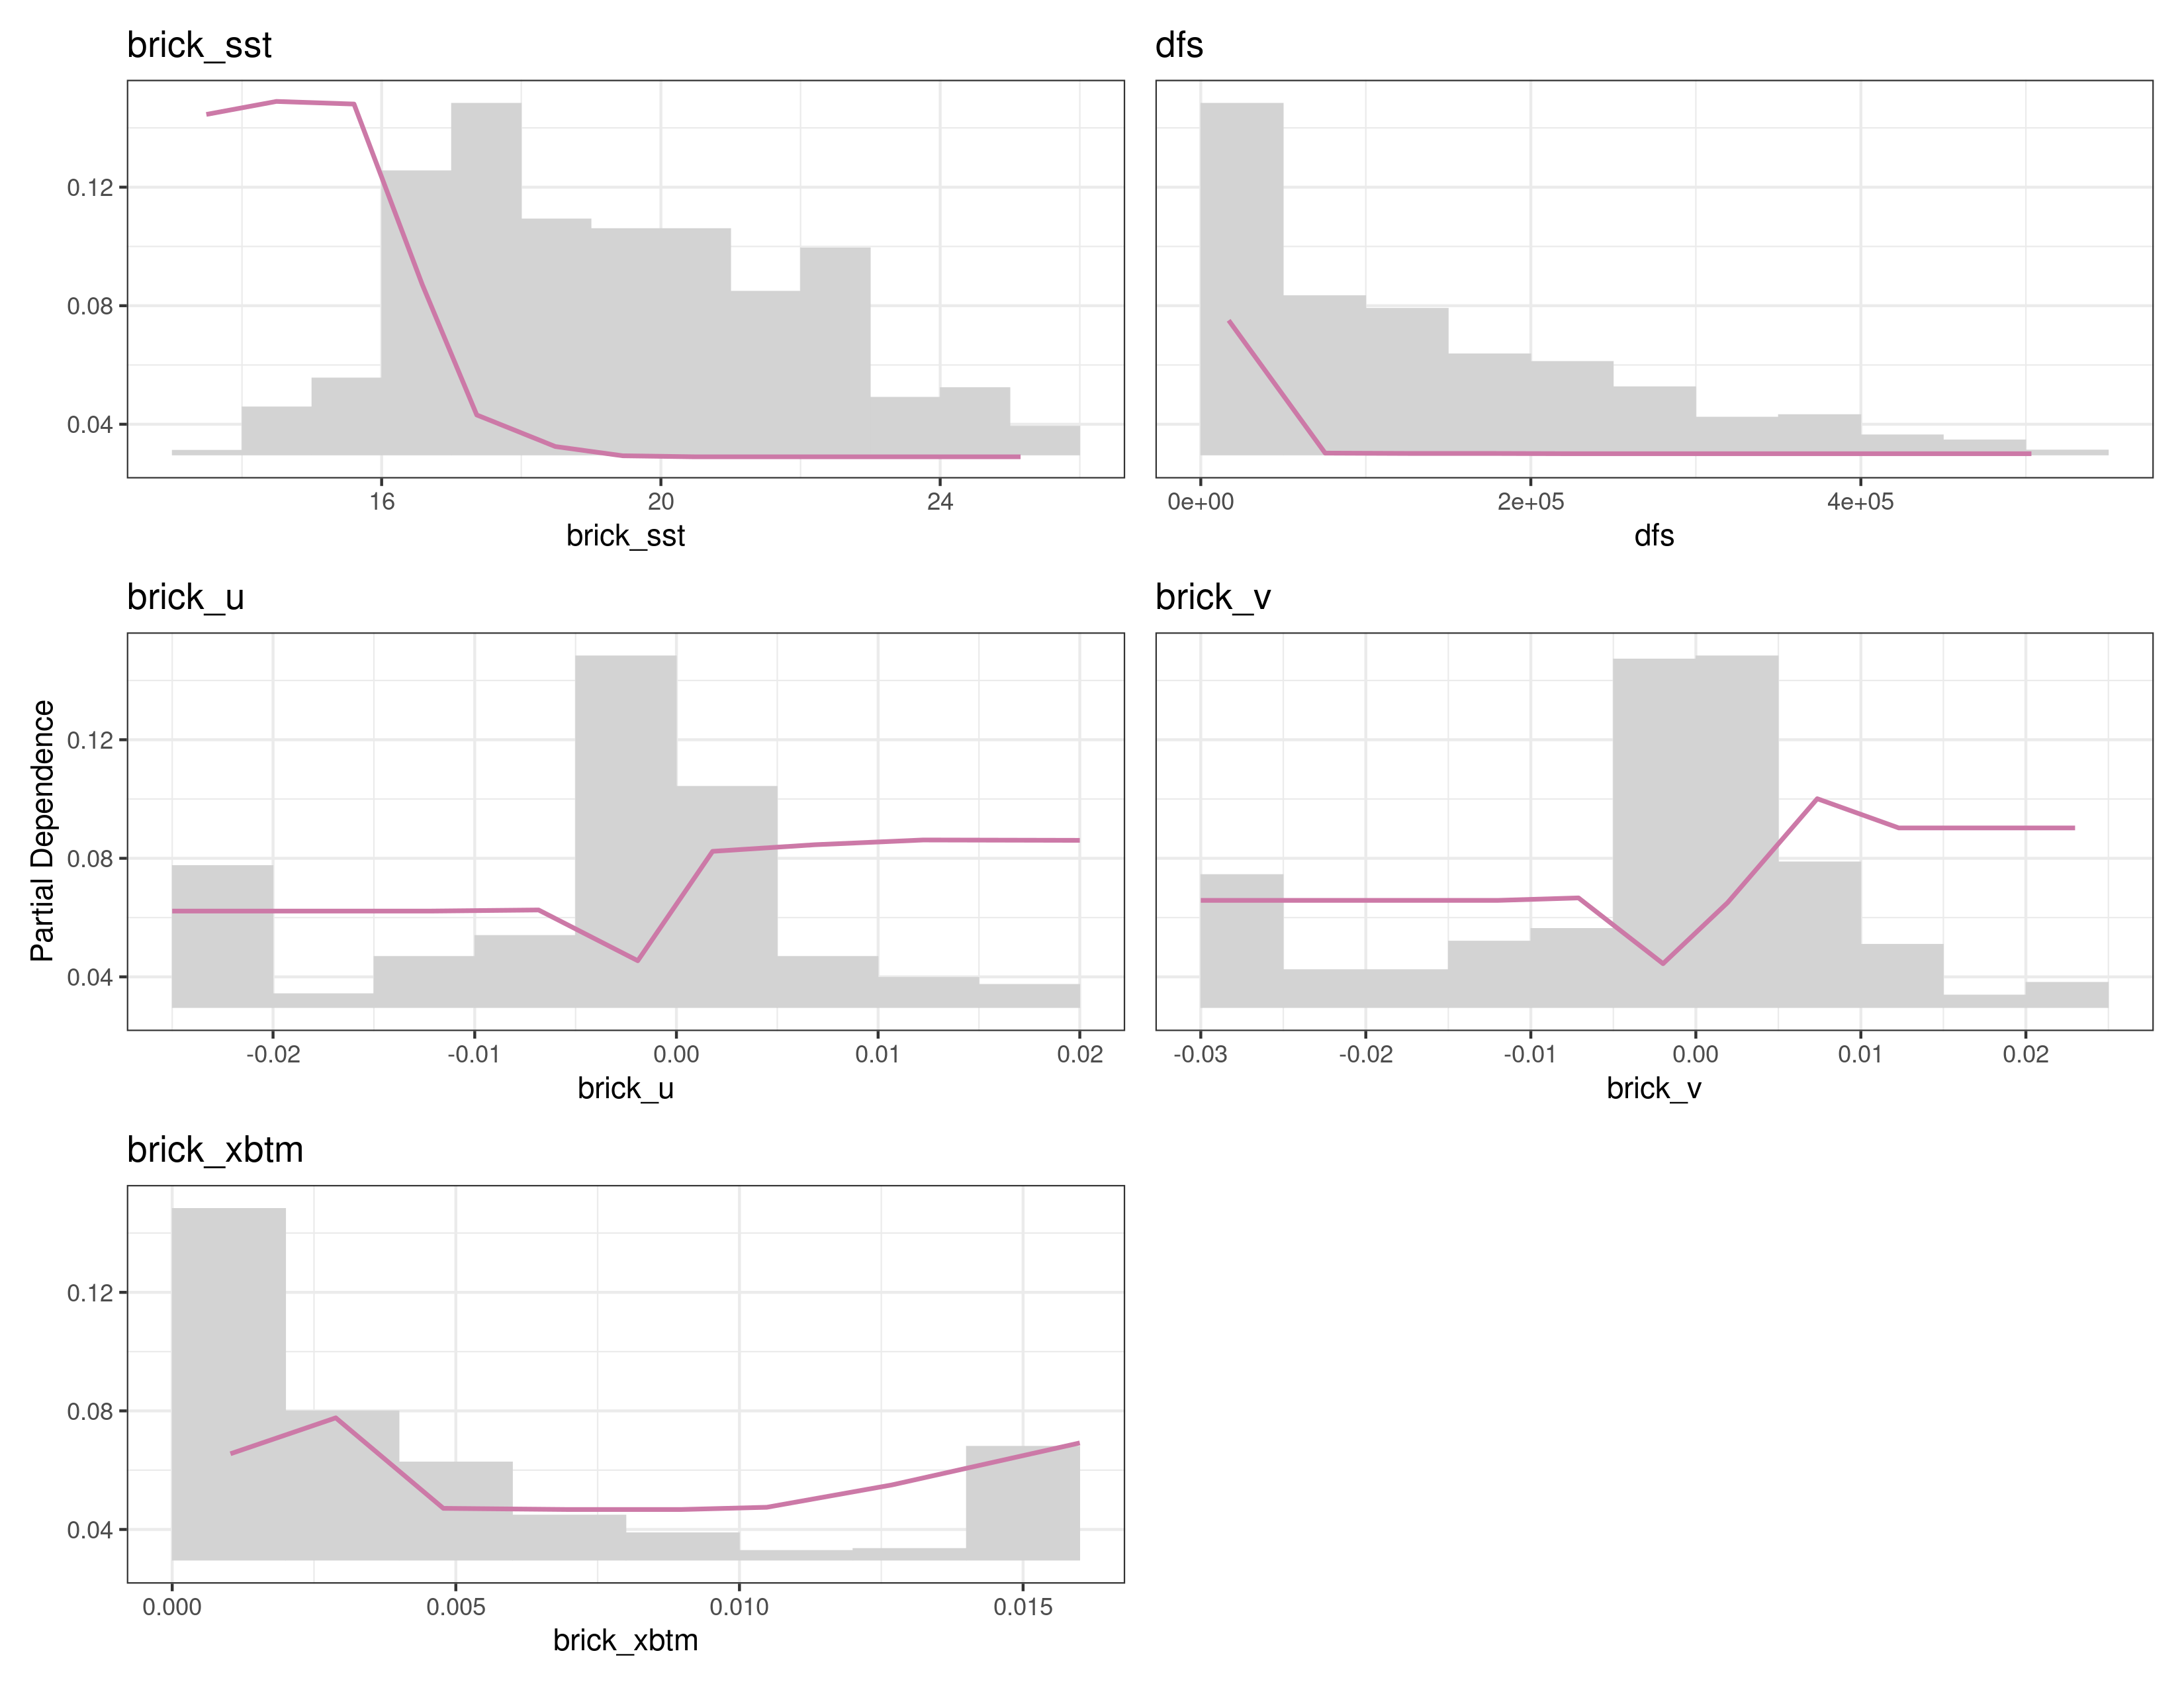 brick_sst
dfs
0.12
0.08
0.04
16 20 24
0e+00 2e+05 4e+05
brick_sst
dfs
brick_u
brick_v
Partial Dependence
0.12
0.08
0.04
-0.02 -0.01 0.00 0.01 0.02
-0.03 -0.02 -0.01 0.00 0.01 0.02
brick_u
brick_v
brick_xbtm
0.12
0.08
0.04
0.000 0.005 0.010 0.015
brick_xbtm